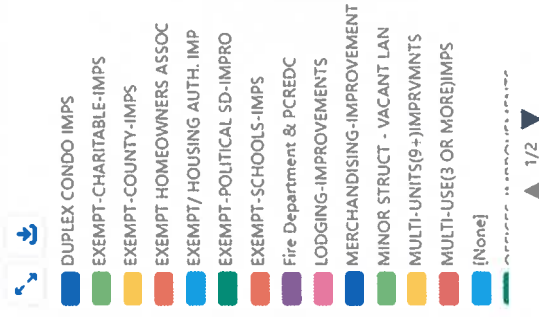 DUPLEX CONDO IMPS
EXEMPT-CHARITABLE-IMPS
EXEMPT-COUNTY-IMPS
EXEMPT HOMEOWNERS ASSOC
EXEMPT/ HOUSING AUTH. IMP
EXEMPT-POLITICAL SD-IMPRO
EXEMPT-SCHOOLS-IMPS
Fire Department & PCREDC
LODGING-IMPROVEMENTS
MERCHANDISING-IMPROVEMENT
MINOR STRUCT - VACANT LAN
MULTI-UNITS(9+)IMPRVMNTS
MULTI-USE(3 OR MORE)IMPS
[None]
1/2